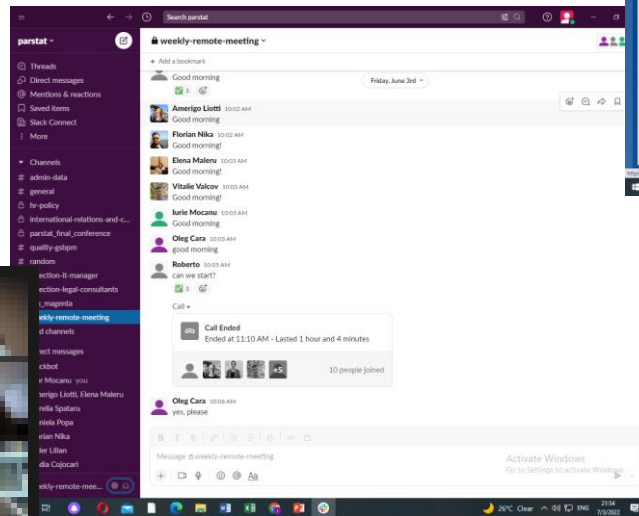 Search parstat
parstat
weekly-remote-meeting
+ Add a bookmark
Threads
Direct messages
Mentions & reactions
Saved items
Slack Connect
More
Channels
# admin-data
# general
hr-policy
international-relations-and-c...
parstat_final_conference
# quality-gsbpm
# random
ection-it-manager
ection-legal-consultants
_magenta
ekly-remote-meeting
d channels
ect messages
ckbot
r Mocanu you
erigo Liotti, Elena Maleru
relia Spataru
niela Popa
rian Nika
er Lilian
dia Cojocari
ekly-remote-mee...
Good morning
1
Friday, June 3rd
Amerigo Liotti 10:02 AM
Good morning
Florian Nika 10:02 AM
Good morning!
Elena Maleru 10:03 AM
Good morning!
Vitalie Valcov 10:03 AM
Good morning!
Iurie Mocanu 10:03 AM
Good morning
Oleg Cara 10:03 AM
good morning
Roberto 10:05 AM
can we start?
1
Call
Call Ended
Ended at 11:10 AM - Lasted 1 hour and 4 minutes
+5
10 people joined
Oleg Cara 10:06 AM
yes, please
Message weekly-remote-meeting
Aa
Activate Windows
Go to Settings to activate Windows.
26°C Clear
ENG
21:54
7/3/2022